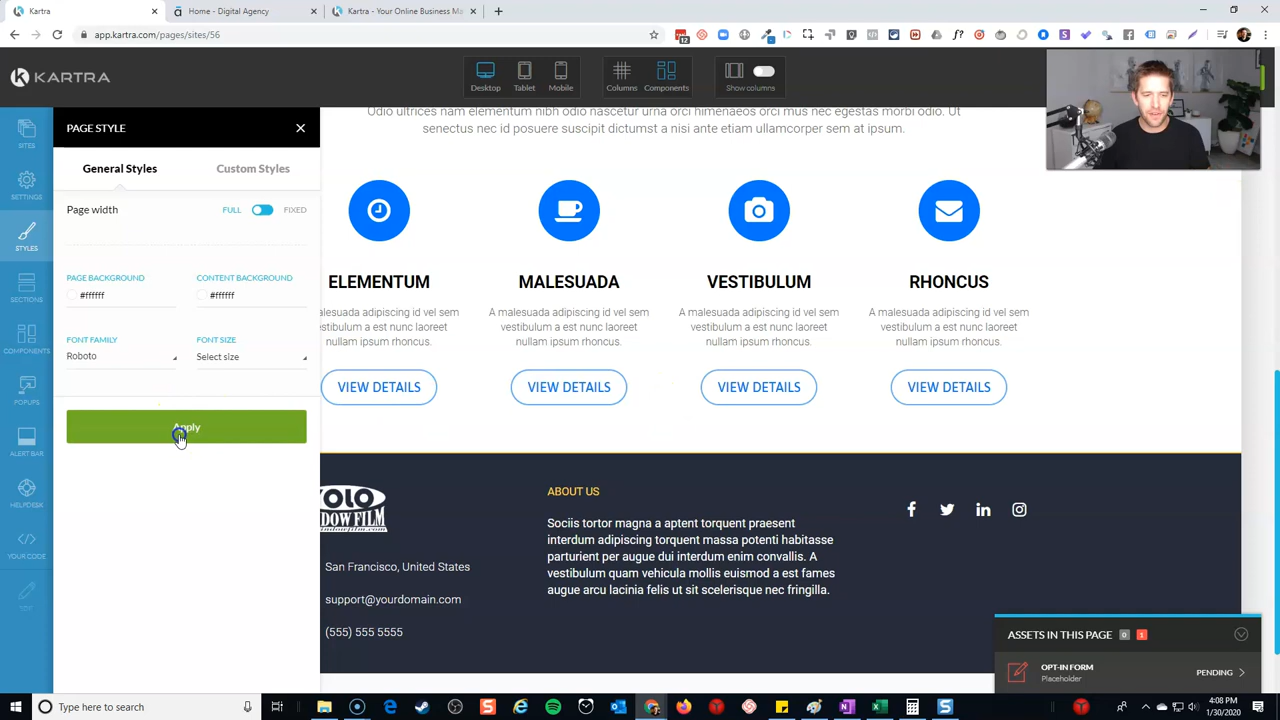 Kartra
Home - Digital Agency
Kartra - Your Online Business Ma
app.kartra.com/pages/sites/56
12
KARTRA
Desktop
Tablet
Mobile
Columns
Components
Show columns
SITES
SETTINGS
STYLES
SECTIONS
COMPONENTS
POPUPS
ALERT BAR
HELPDESK
YOUR CODE
PAGE STYLE
General Styles
Custom Styles
Page width
FULL
FIXED
PAGE BACKGROUND
CONTENT BACKGROUND
#ffffff
#ffffff
FONT FAMILY
FONT SIZE
Roboto
Select size
Apply
Odio ultrices nam elementum nibh odio nascetur urna orci himenaeos orci mus nec egestas morbi odio. Ut
senectus nec id posuere suscipit dictumst a nisi ante etiam ullamcorper sem at ipsum.
ELEMENTUM
MALESUADA
VESTIBULUM
RHONCUS
alesuada adipiscing id vel sem
estibulum a est nunc laoreet
nullam ipsum rhoncus.
A malesuada adipiscing id vel sem
vestibulum a est nunc laoreet
nullam ipsum rhoncus.
A malesuada adipiscing id vel sem
vestibulum a est nunc laoreet
nullam ipsum rhoncus.
A malesuada adipiscing id vel sem
vestibulum a est nunc laoreet
nullam ipsum rhoncus.
VIEW DETAILS
VIEW DETAILS
VIEW DETAILS
VIEW DETAILS
YOLO
San Francisco, United States
support@yourdomain.com
(555) 555 5555
ABOUT US
Sociis tortor magna a aptent torquent praesent
interdum adipiscing torquent massa potenti habitasse
parturient per augue dui interdum enim convallis. A
vestibulum quam vehicula mollis euismod a est fames
augue arcu lacinia felis ut sit scelerisque nec fringilla.
ASSETS IN THIS PAGE 0 1
OPT-IN FORM
Placeholder
PENDING
Type here to search
4:08 PM
1/30/2020